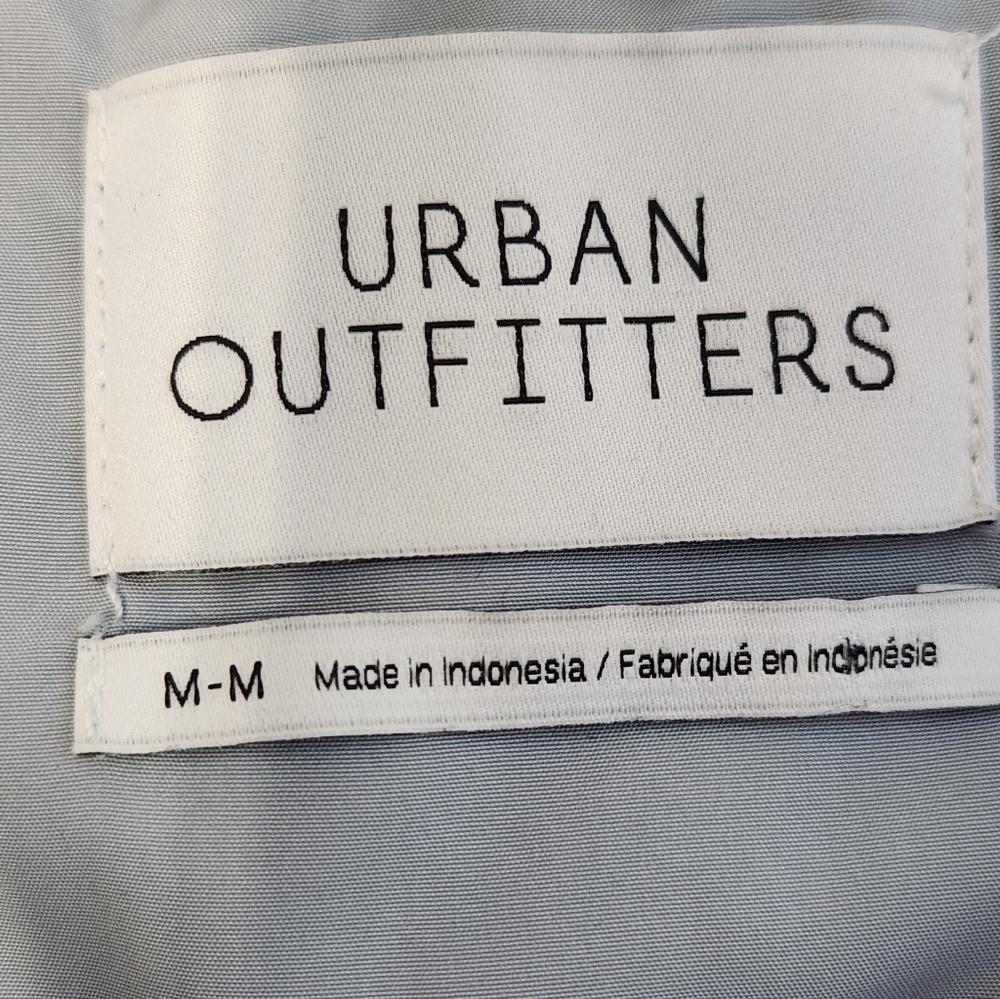 URBAN
OUTFITTERS
M-M Made in Indonesia / Fabriqué en Indonésie